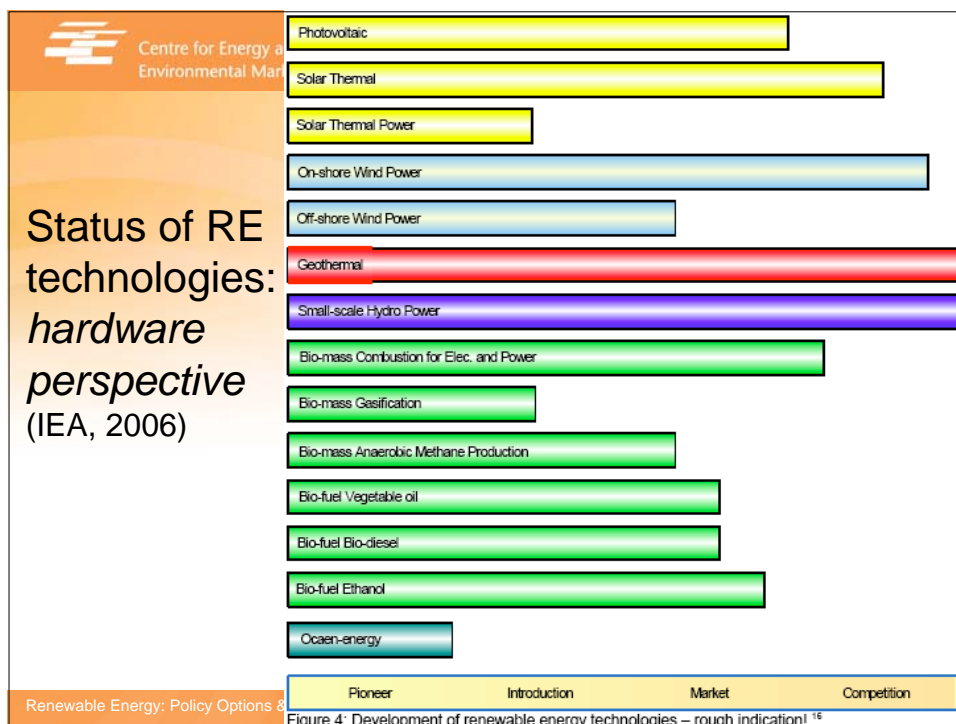 Centre for Energy a
Environmental Mar
Status of RE
technologies:
hardware
perspective
(IEA, 2006)
Photovoltaic
Solar Thermal
Solar Thermal Power
On-shore Wind Power
Off-shore Wind Power
Geothermal
Small-scale Hydro Power
Bio-mass Combustion for Elec. and Power
Bio-mass Gasification
Bio-mass Anaerobic Methane Production
Bio-fuel Vegetable oil
Bio-fuel Bio-diesel
Bio-fuel Ethanol
Ocaen-energy
Pioneer Introduction Market Competition
Renewable Energy: Policy Options &
Figure 4: Development of renewable energy technologies – rough indication! 16